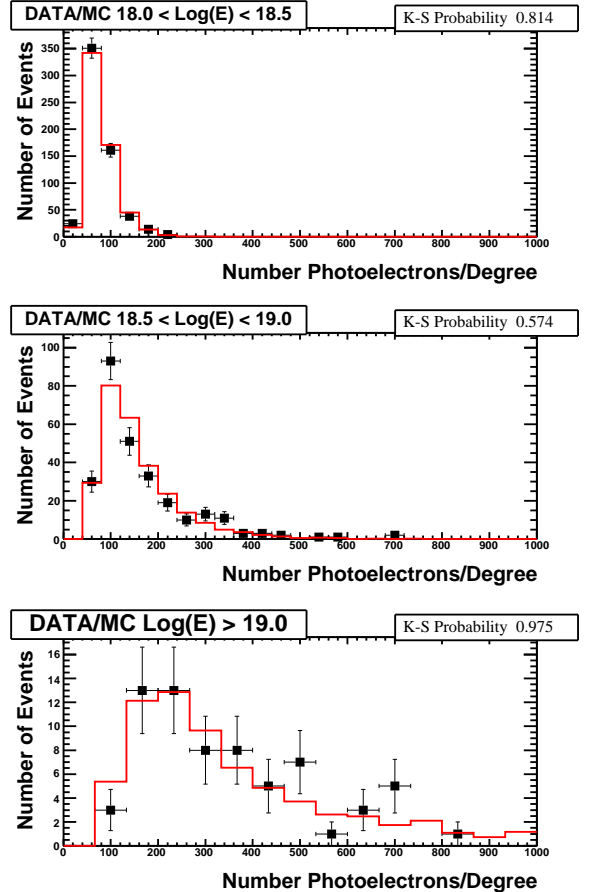 DATA/MC 18.0 < Log(E) < 18.5
K-S Probability 0.814
Number of Events
350
300
250
200
150
100
50
0
0 100 200 300 400 500 600 700 800 900 1000
Number Photoelectrons/Degree
DATA/MC 18.5 < Log(E) < 19.0
K-S Probability 0.574
Number of Events
100
80
60
40
20
0
0 100 200 300 400 500 600 700 800 900 1000
Number Photoelectrons/Degree
DATA/MC Log(E) > 19.0
K-S Probability 0.975
Number of Events
16
14
12
10
8
6
4
2
0
0 100 200 300 400 500 600 700 800 900 1000
Number Photoelectrons/Degree